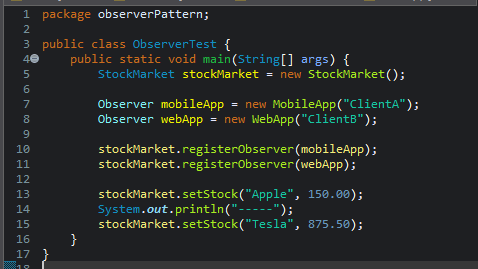 1 package observerPattern;
2
3 public class ObserverTest {
4 public static void main(String[] args) {
5 StockMarket stockMarket = new StockMarket();
6
7 Observer mobileApp = new MobileApp("ClientA");
8 Observer webApp = new WebApp("ClientB");
9
10 stockMarket.registerObserver(mobileApp);
11 stockMarket.registerObserver(webApp);
12
13 stockMarket.setStock("Apple", 150.00);
14 System.out.println("-----");
15 stockMarket.setStock("Tesla", 875.50);
16 }
17 }
18